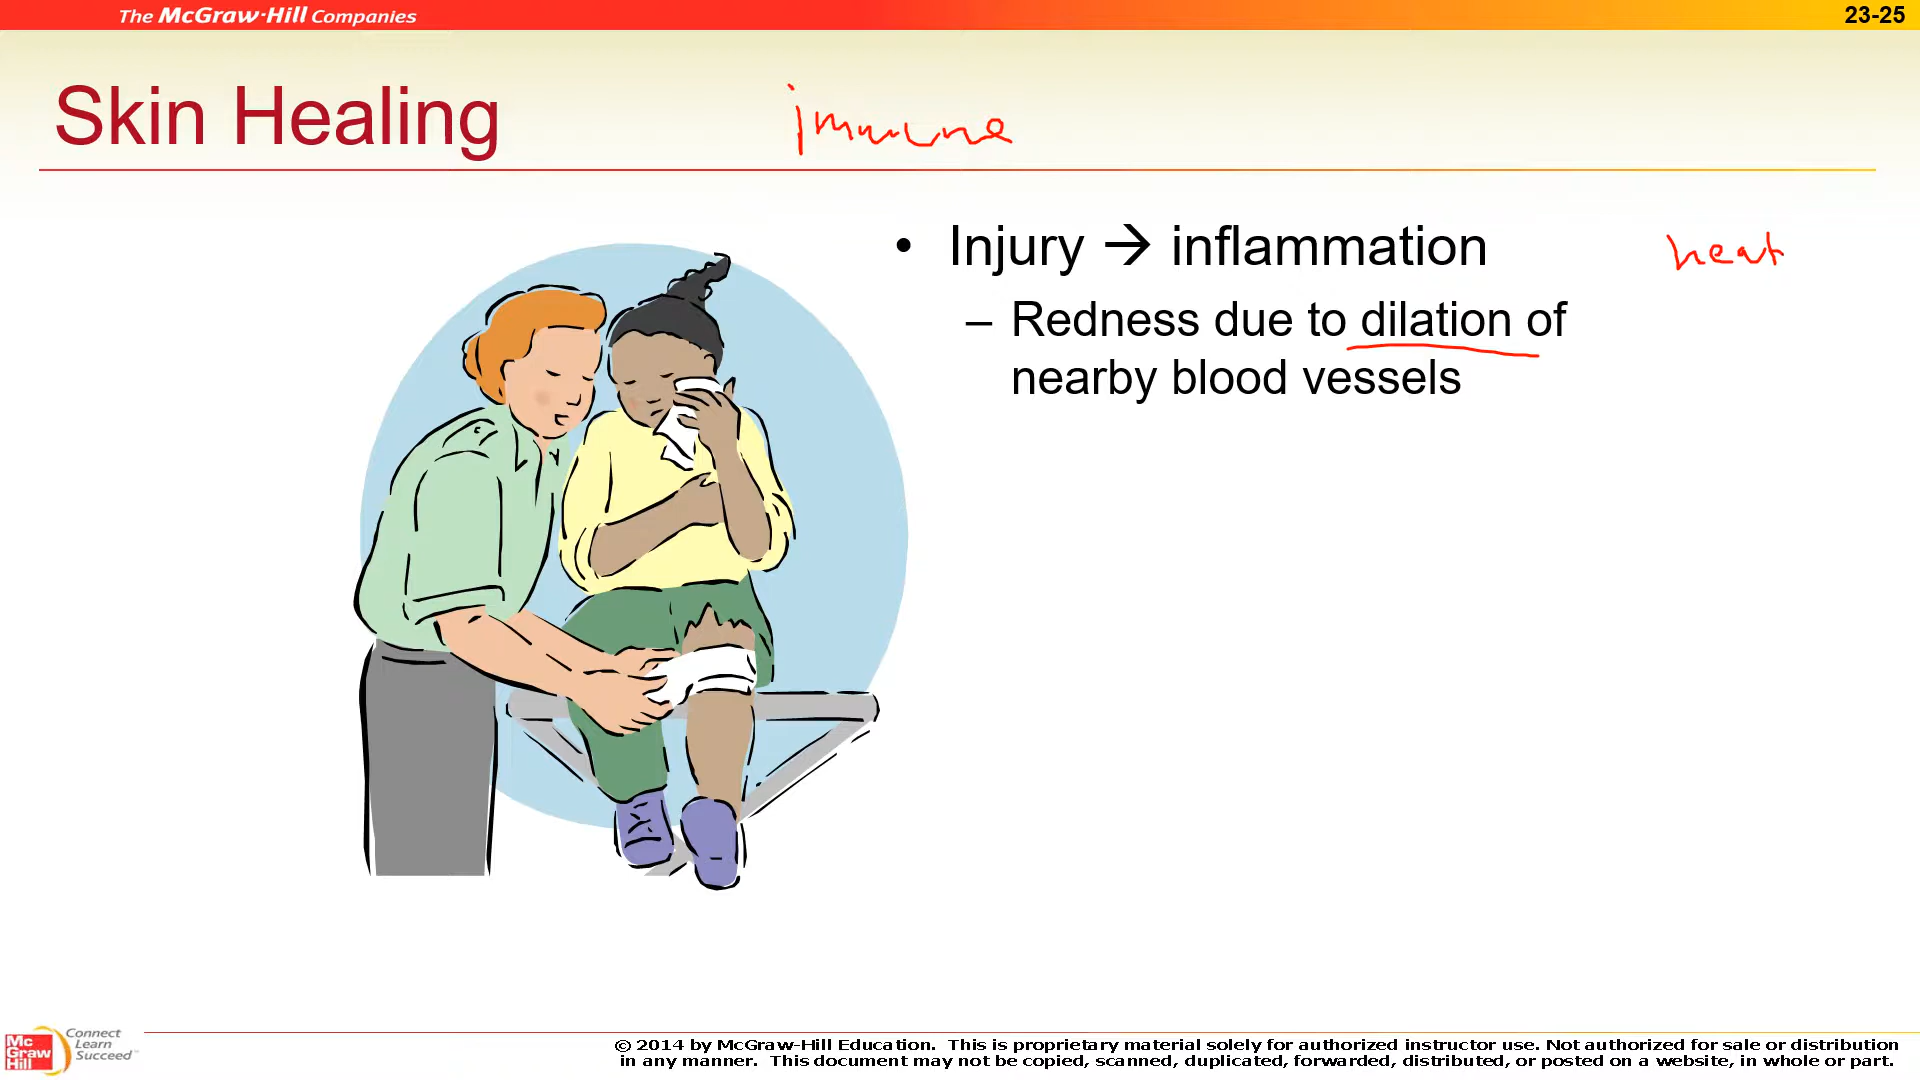 The McGraw-Hill Companies
23-25
Skin Healing
immune
• Injury → inflammation
heat
– Redness due to dilation of
nearby blood vessels
Mc
Graw
Hill
Connect
Learn
Succeed™
© 2014 by McGraw-Hill Education. This is proprietary material solely for authorized instructor use. Not authorized for sale or distribution
in any manner. This document may not be copied, scanned, duplicated, forwarded, distributed, or posted on a website, in whole or part.